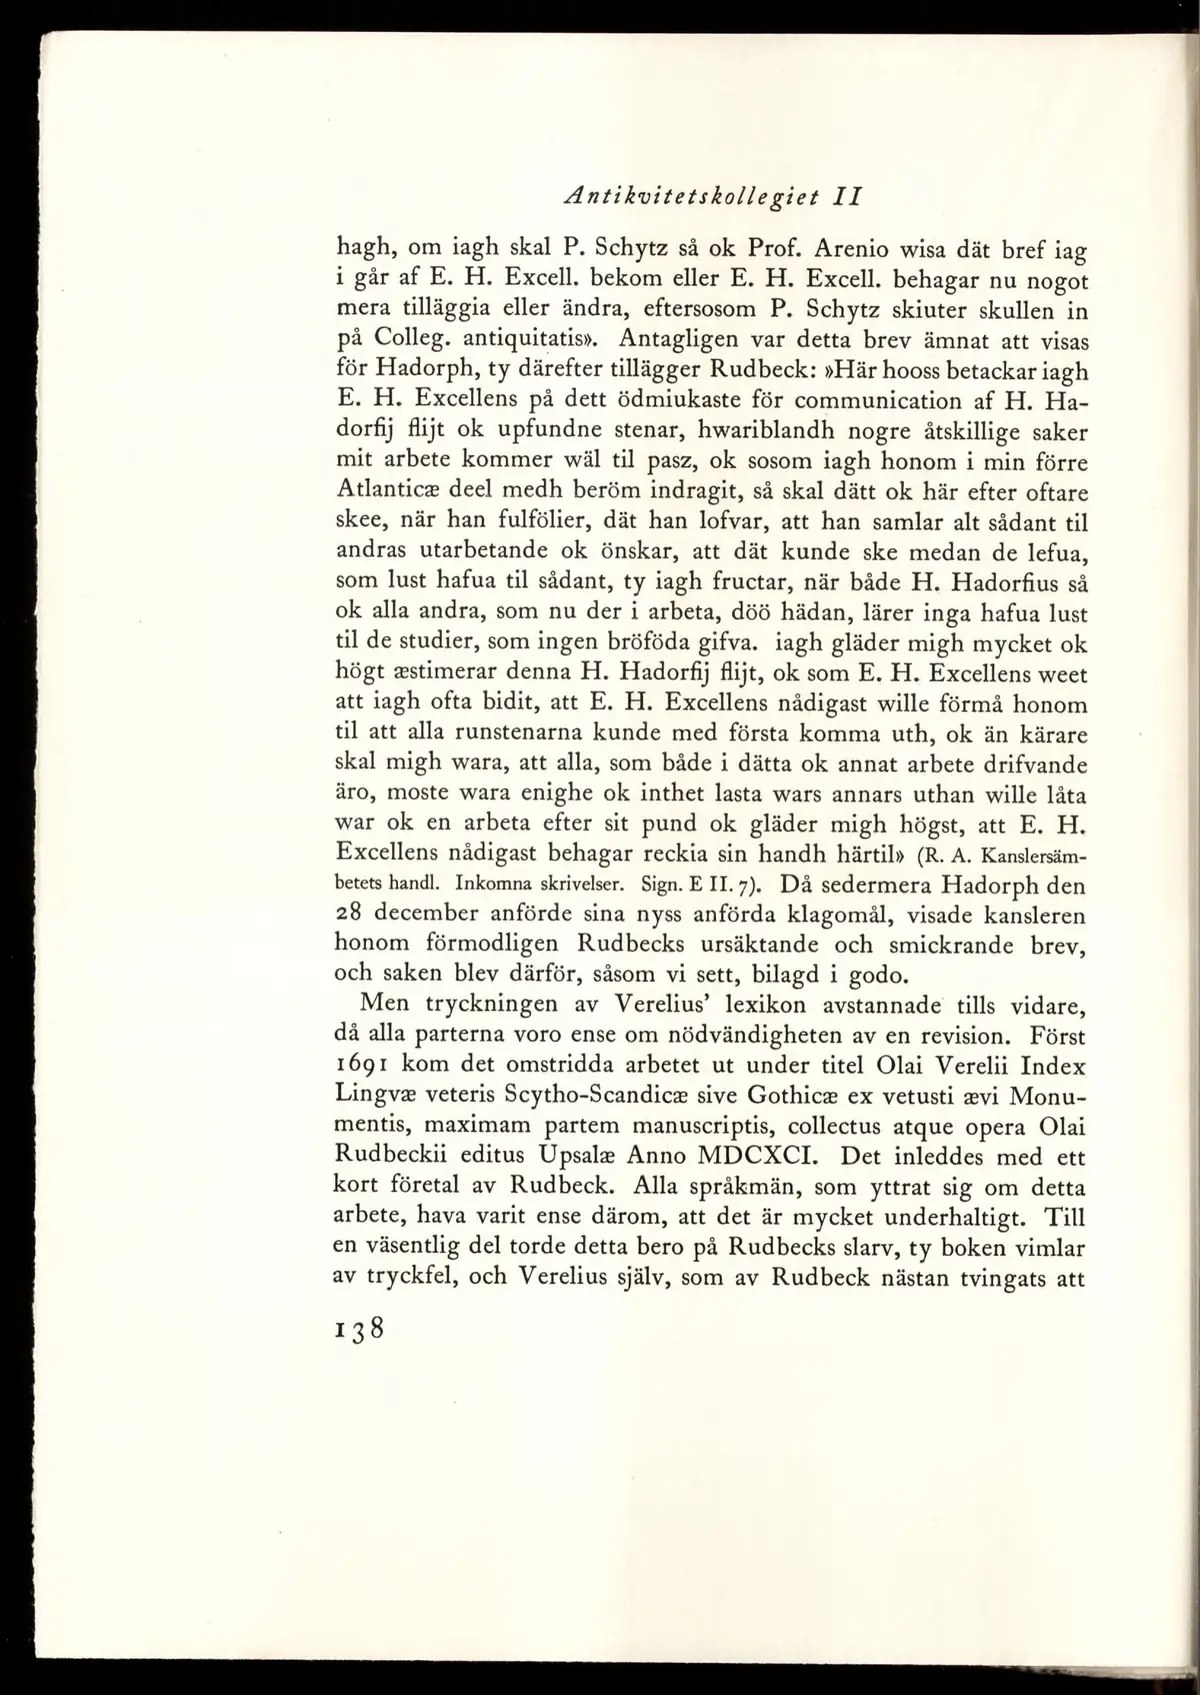 Antikvitetskollegiet II
hagh, om iagh skal P. Schytz så ok Prof. Arenio wisa dät bref iag
i går af E. H. Excell. bekom eller E. H. Excell. behagar nu nogot
mera tilläggia eller ändra, eftersosom P. Schytz skiuter skullen in
på Colleg. antiquitatis». Antagligen var detta brev ämnat att visas
för Hadorph, ty därefter tillägger Rudbeck: »Här hooss betackar iagh
E. H. Excellens på dett ödmiukaste för communication af H. Ha-
dorfij flijt ok upfundne stenar, hwariblandh nogre åtskillige saker
mit arbete kommer wäl til pasz, ok sosom iagh honom i min förre
Atlanticæ deel medh beröm indragit, så skal dätt ok här efter oftare
skee, när han fulfölier, dät han lofvar, att han samlar alt sådant til
andras utarbetande ok önskar, att dät kunde ske medan de lefua,
som lust hafua til sådant, ty iagh fructar, när både H. Hadorfius så
ok alla andra, som nu der i arbeta, döö hädan, lärer inga hafua lust
til de studier, som ingen bröföda gifva. iagh gläder migh mycket ok
högt æstimerar denna H. Hadorfij flijt, ok som E. H. Excellens weet
att iagh ofta bidit, att E. H. Excellens nådigast wille förmå honom
til att alla runstenarna kunde med första komma uth, ok än kärare
skal migh wara, att alla, som både i dätta ok annat arbete drifvande
äro, moste wara enighe ok inthet lasta wars annars uthan wille låta
war ok en arbeta efter sit pund ok gläder migh högst, att E. H.
Excellens nådigast behagar reckia sin handh härtil» (R. A. Kanslersäm-
betets handl. Inkomna skrivelser. Sign. E II. 7). Då sedermera Hadorph den
28 december anförde sina nyss anförda klagomål, visade kansleren
honom förmodligen Rudbecks ursäktande och smickrande brev,
och saken blev därför, såsom vi sett, bilagd i godo.
Men tryckningen av Verelius’ lexikon avstannade tills vidare,
då alla parterna voro ense om nödvändigheten av en revision. Först
1691 kom det omstridda arbetet ut under titel Olai Verelii Index
Lingvæ veteris Scytho-Scandicæ sive Gothicæ ex vetusti ævi Monu-
mentis, maximam partem manuscriptis, collectus atque opera Olai
Rudbeckii editus Upsalæ Anno MDCXCI. Det inleddes med ett
kort företal av Rudbeck. Alla språkmän, som yttrat sig om detta
arbete, hava varit ense därom, att det är mycket underhaltigt. Till
en väsentlig del torde detta bero på Rudbecks slarv, ty boken vimlar
av tryckfel, och Verelius själv, som av Rudbeck nästan tvingats att
138